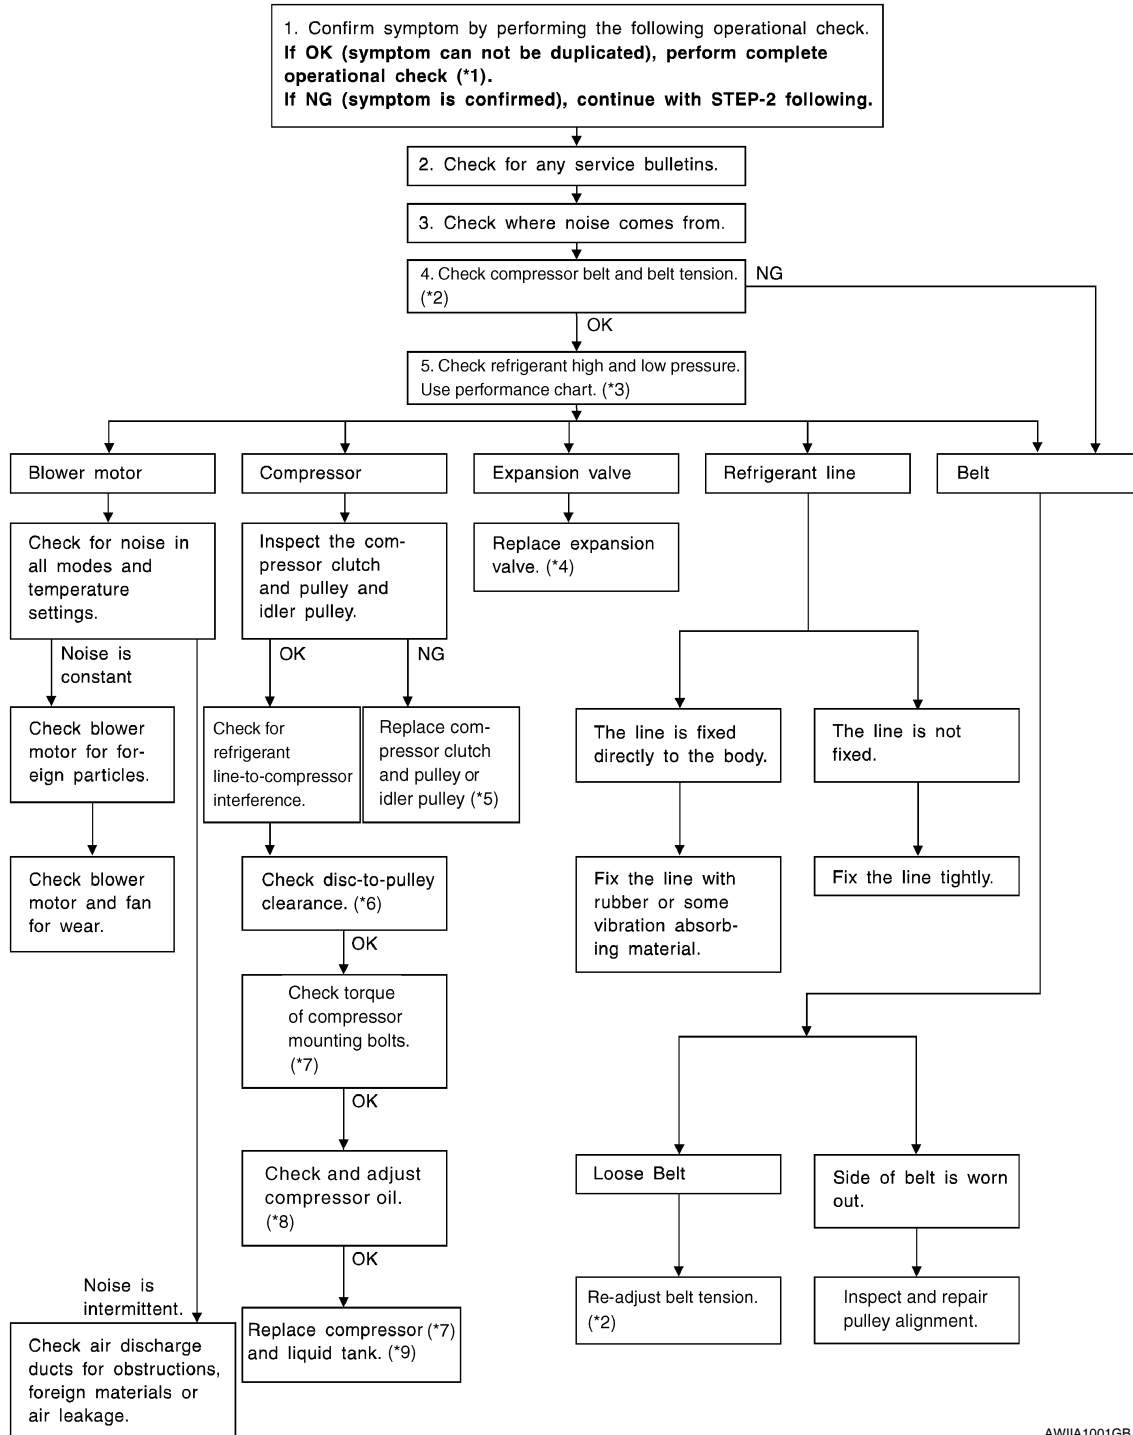 1. Confirm symptom by performing the following operational check.
If OK (symptom can not be duplicated), perform complete
operational check (*1).
If NG (symptom is confirmed), continue with STEP-2 following.
2. Check for any service bulletins.
3. Check where noise comes from.
4. Check compressor belt and belt tension.
(*2)
NG
OK
5. Check refrigerant high and low pressure.
Use performance chart. (*3)
Blower motor
Compressor
Expansion valve
Refrigerant line
Belt
Check for noise in
all modes and
temperature
settings.
Inspect the com-
pressor clutch
and pulley and
idler pulley.
Replace expansion
valve. (*4)
Noise is
constant
OK
NG
Check blower
motor for for-
eign particles.
Check for
refrigerant
line-to-compressor
interference.
Replace com-
pressor clutch
and pulley or
idler pulley (*5)
The line is fixed
directly to the body.
The line is not
fixed.
Check blower
motor and fan
for wear.
Check disc-to-pulley
clearance. (*6)
Fix the line with
rubber or some
vibration absorb-
ing material.
Fix the line tightly.
OK
Check torque
of compressor
mounting bolts.
(*7)
OK
Check and adjust
compressor oil.
(*8)
Loose Belt
Side of belt is worn
out.
OK
Noise is
intermittent.
Re-adjust belt tension.
(*2)
Inspect and repair
pulley alignment.
Replace compressor (*7)
and liquid tank. (*9)
Check air discharge
ducts for obstructions,
foreign materials or
air leakage.
AWIIA1001GB